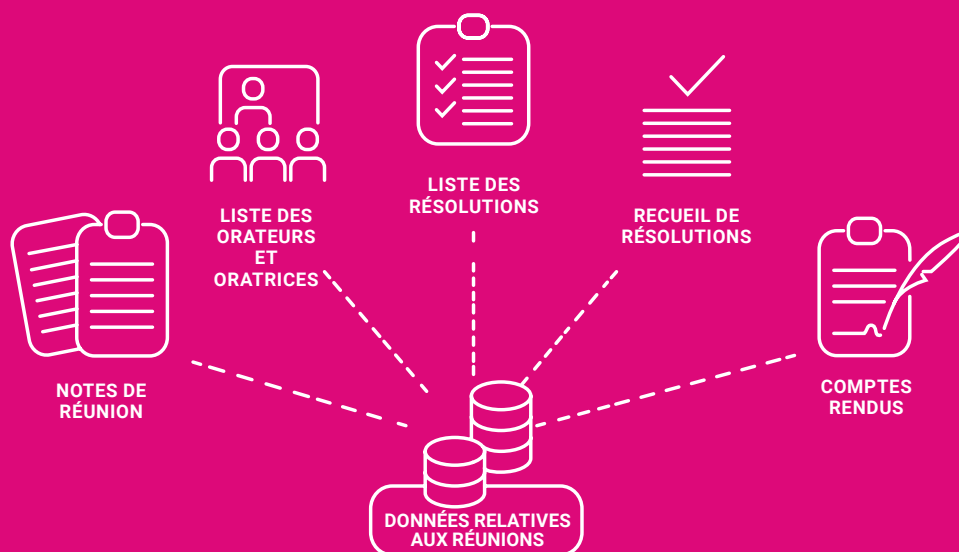 LISTE DES
RÉSOLUTIONS
LISTE DES
ORATEURS
ET
ORATRICES
RECUEIL DE
RÉSOLUTIONS
NOTES DE
RÉUNION
COMPTES
RENDUS
DONNÉES RELATIVES
AUX RÉUNIONS